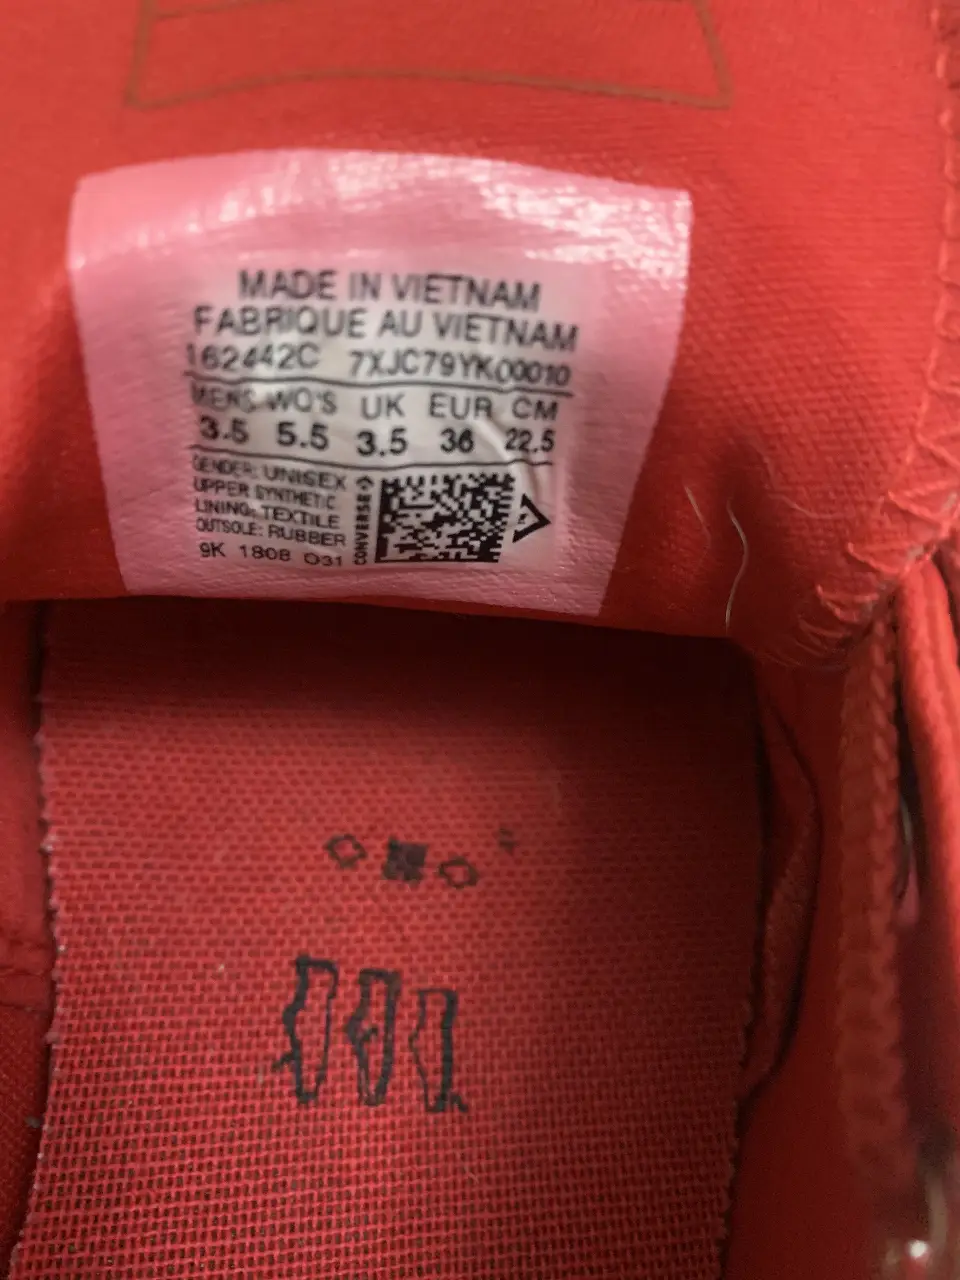 MADE IN VIETNAM
FABRIQUE AU VIETNAM
162442C 7XJC79YK00010
MENS WO'S UK EUR CM
3.5 5.5 3.5 36 22.5
GENDER: UNISEX
UPPER SYNTHETIC
LINING: TEXTILE
OUTSOLE: RUBBER
9K 1808 O31
CONVERSE